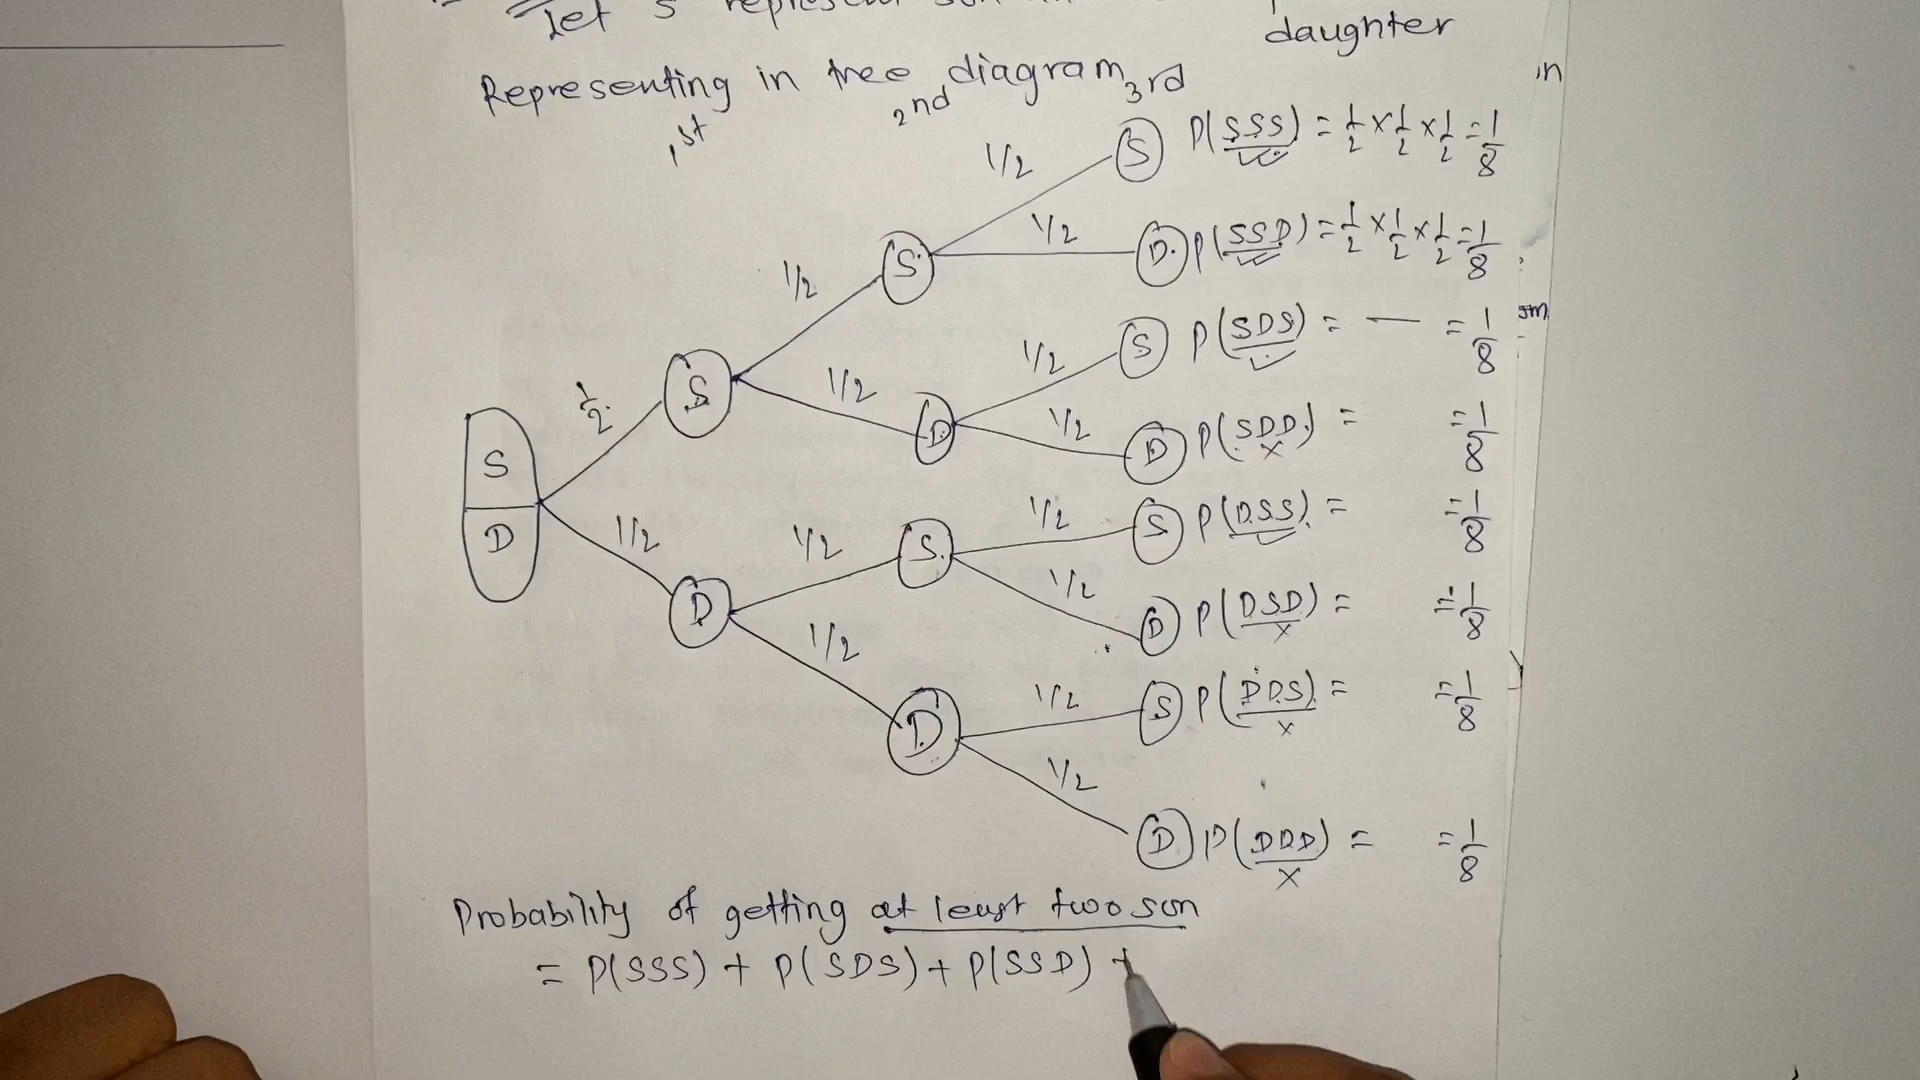 Let S represent son
daughter
Representing in tree diagram
in
1st
2nd
3rd
1/2
S
P(SSS) = 1/2 × 1/2 × 1/2 = 1/8
1/2
S
1/2
D
P(SSD) = 1/2 × 1/2 × 1/2 = 1/8
1/2
S
1/2
D
1/2
S
P(SDS) = — = 1/8
1/2
D
P(SDD) = = 1/8
S
D
1/2
D
1/2
S
1/2
S
P(DSS) = = 1/8
1/2
D
P(DSD) = = 1/8
1/2
D
1/2
S
P(DDS) = = 1/8
1/2
D
P(DDD) = = 1/8
Probability of getting at least two son
= P(SSS) + P(SDS) + P(SSD) +